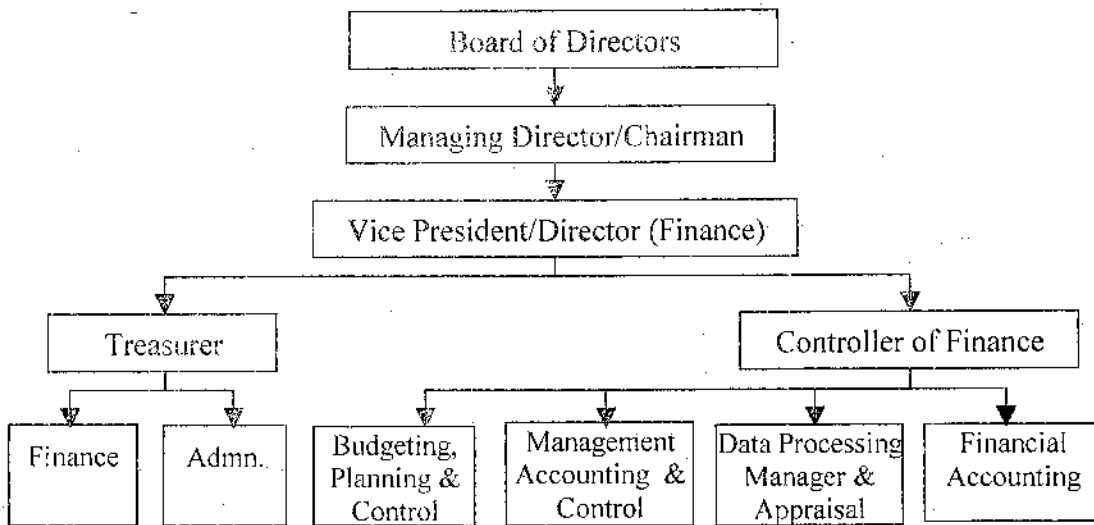 Board of Directors
Managing Director/Chairman
Vice President/Director (Finance)
Treasurer
Controller of Finance
Finance
Admn.
Budgeting,
Planning &
Control
Management
Accounting &
Control
Data Processing
Manager &
Appraisal
Financial
Accounting